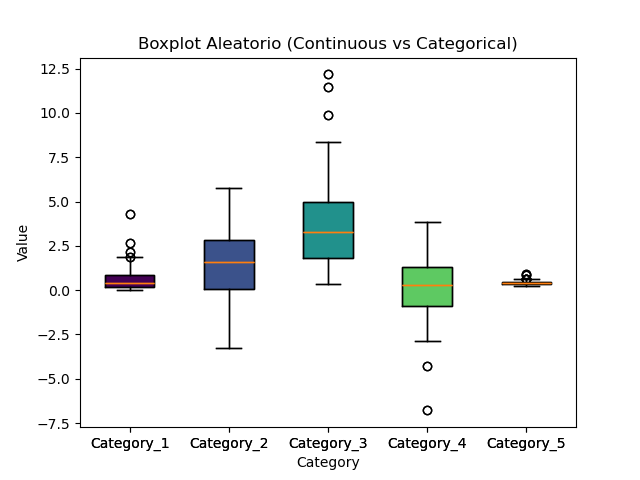 Boxplot Aleatorio (Continuous vs Categorical)
12.5
10.0
7.5
5.0
2.5
0.0
−2.5
−5.0
−7.5
Value
Category_1 Category_2 Category_3 Category_4 Category_5
Category